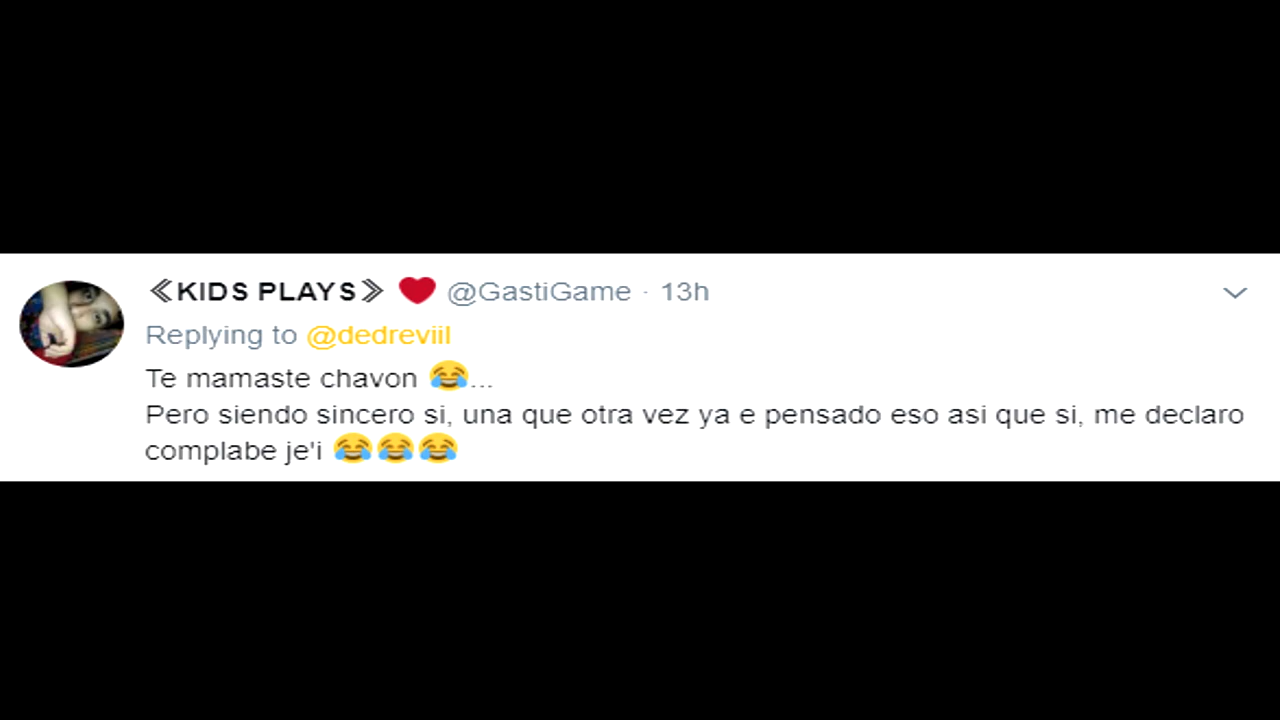 ≪KIDS PLAYS≫ ❤️ @GastiGame · 13h
Replying to @dedreviil
Te mamaste chavon 😂...
Pero siendo sincero si, una que otra vez ya e pensado eso asi que si, me declaro
complabe je'i 😂😂😂